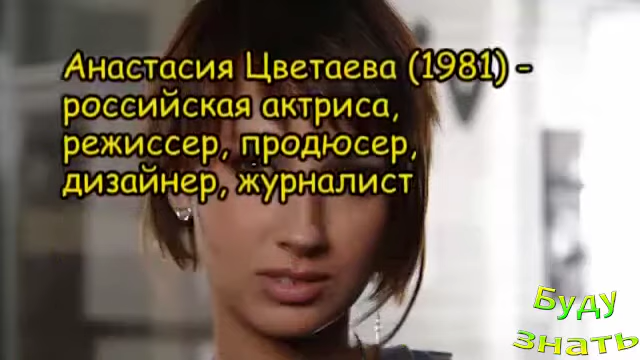 Анастасия Цветаева (1981) -
российская актриса,
режиссер, продюсер,
дизайнер, журналист
Буду
знать